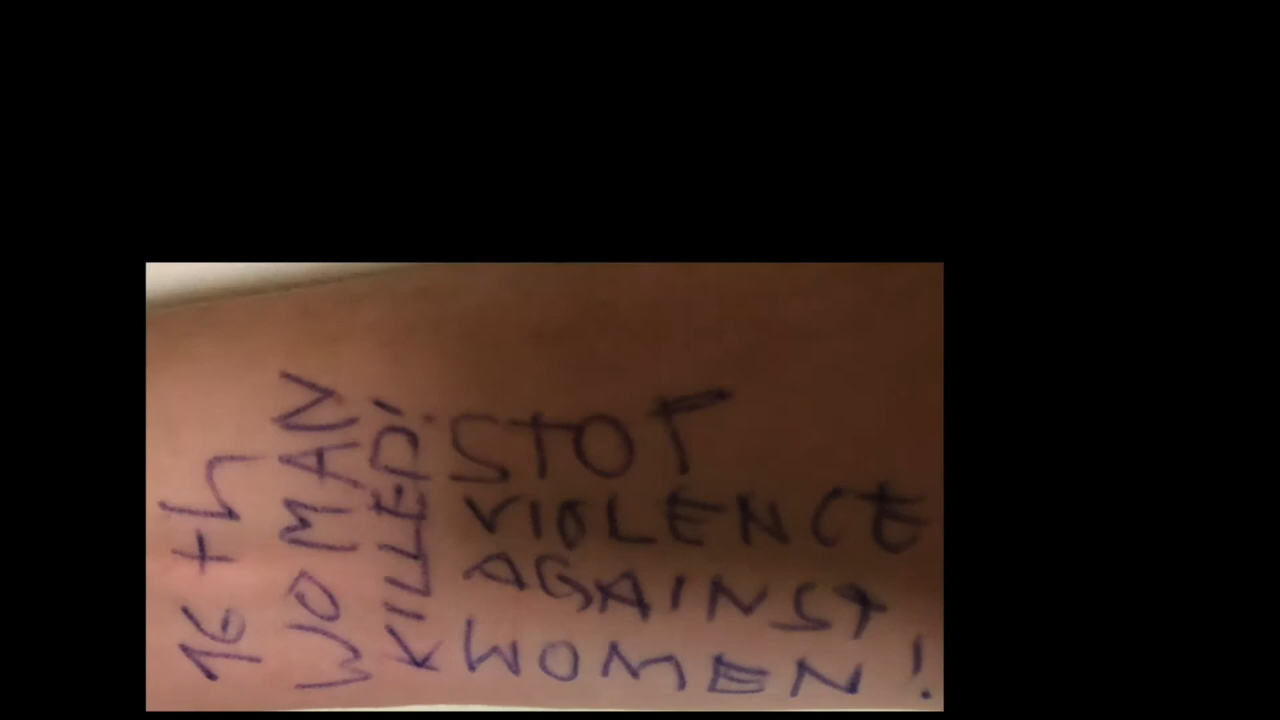 16th
WOMAN
KILLED!
STOP
VIOLENCE
AGAINST
WOMEN!